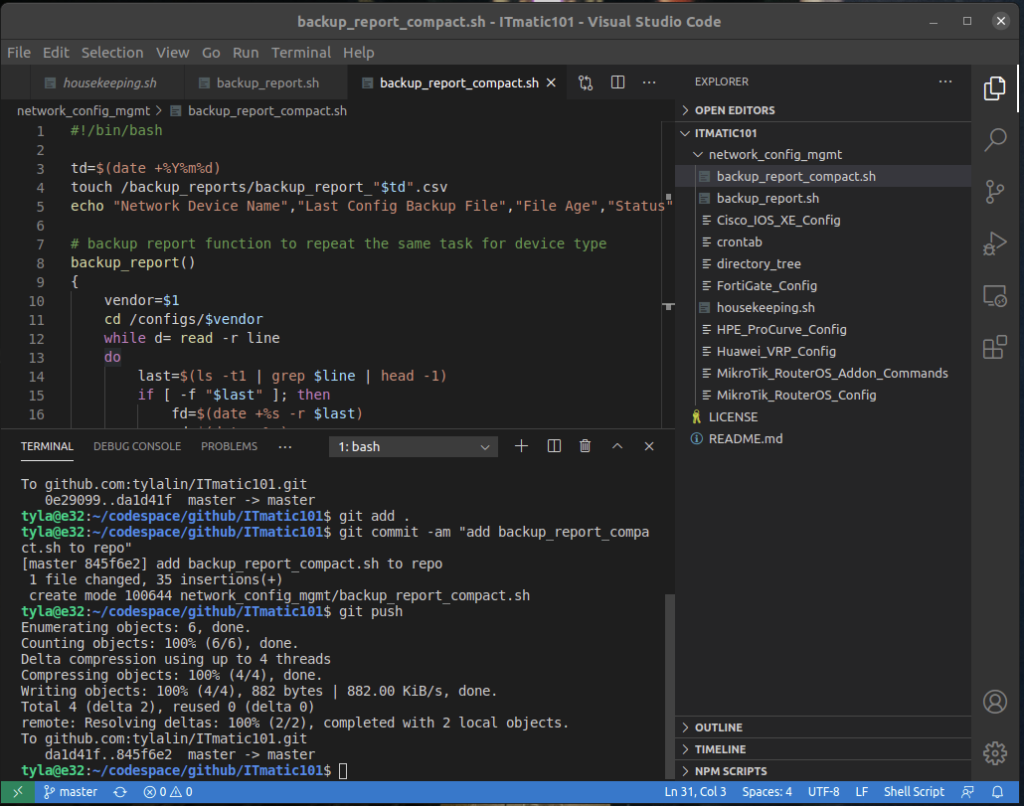 backup_report_compact.sh - ITmatic101 - Visual Studio Code
File Edit Selection View Go Run Terminal Help
housekeeping.sh backup_report.sh backup_report_compact.sh
network_config_mgmt > backup_report_compact.sh
1 #!/bin/bash
2
3 td=$(date +%Y%m%d)
4 touch /backup_reports/backup_report_"$td".csv
5 echo "Network Device Name","Last Config Backup File","File Age","Status"
6
7 # backup report function to repeat the same task for device type
8 backup_report()
9 {
10 vendor=$1
11 cd /configs/$vendor
12 while d= read -r line
13 do
14 last=$(ls -t1 | grep $line | head -1)
15 if [ -f "$last" ]; then
16 fd=$(date +%s -r $last)
TERMINAL DEBUG CONSOLE PROBLEMS ··· 1: bash
To github.com:tylalin/ITmatic101.git
0e29099..da1d41f master -> master
tyla@e32:~/codespace/github/ITmatic101$ git add .
tyla@e32:~/codespace/github/ITmatic101$ git commit -am "add backup_report_compa
ct.sh to repo"
[master 845f6e2] add backup_report_compact.sh to repo
1 file changed, 35 insertions(+)
create mode 100644 network_config_mgmt/backup_report_compact.sh
tyla@e32:~/codespace/github/ITmatic101$ git push
Enumerating objects: 6, done.
Counting objects: 100% (6/6), done.
Delta compression using up to 4 threads
Compressing objects: 100% (4/4), done.
Writing objects: 100% (4/4), 882 bytes | 882.00 KiB/s, done.
Total 4 (delta 2), reused 0 (delta 0)
remote: Resolving deltas: 100% (2/2), completed with 2 local objects.
To github.com:tylalin/ITmatic101.git
da1d41f..845f6e2 master -> master
tyla@e32:~/codespace/github/ITmatic101$
EXPLORER
OPEN EDITORS
ITMATIC101
network_config_mgmt
backup_report_compact.sh
backup_report.sh
Cisco_IOS_XE_Config
crontab
directory_tree
FortiGate_Config
housekeeping.sh
HPE_ProCurve_Config
Huawei_VRP_Config
MikroTik_RouterOS_Addon_Commands
MikroTik_RouterOS_Config
LICENSE
README.md
OUTLINE
TIMELINE
NPM SCRIPTS
master 0 0 Ln 31, Col 3 Spaces: 4 UTF-8 LF Shell Script